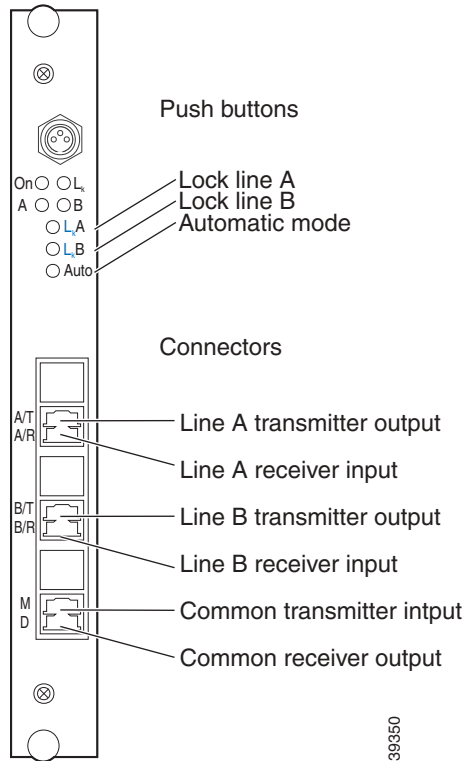 Push buttons
On Lk
A B
LkA
LkB
Auto
Lock line A
Lock line B
Automatic mode
Connectors
A/T
A/R
B/T
B/R
M
D
Line A transmitter output
Line A receiver input
Line B transmitter output
Line B receiver input
Common transmitter intput
Common receiver output
39350